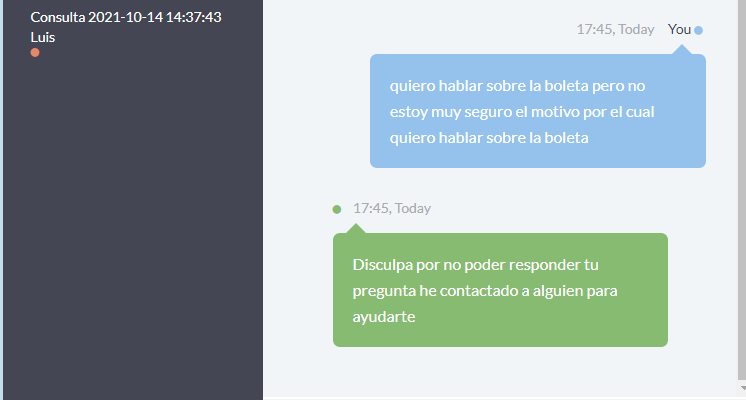 Consulta 2021-10-14 14:37:43
Luis
17:45, Today You
quiero hablar sobre la boleta pero no
estoy muy seguro el motivo por el cual
quiero hablar sobre la boleta
17:45, Today
Disculpa por no poder responder tu
pregunta he contactado a alguien para
ayudarte